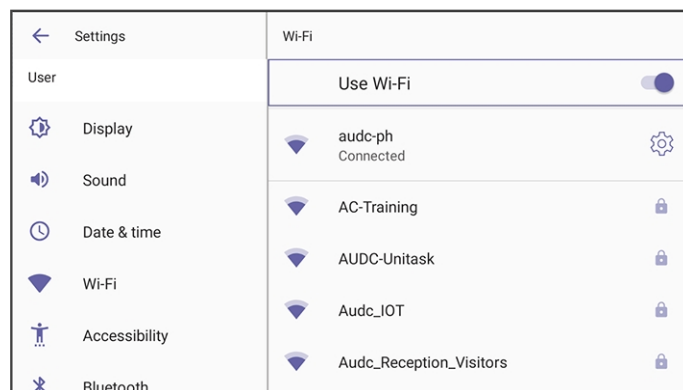 Settings
User
Display
Sound
Date & time
Wi-Fi
Accessibility
Bluetooth
Wi-Fi
Use Wi-Fi
audc-ph
Connected
AC-Training
AUDC-Unitask
Audc_IOT
Audc_Reception_Visitors